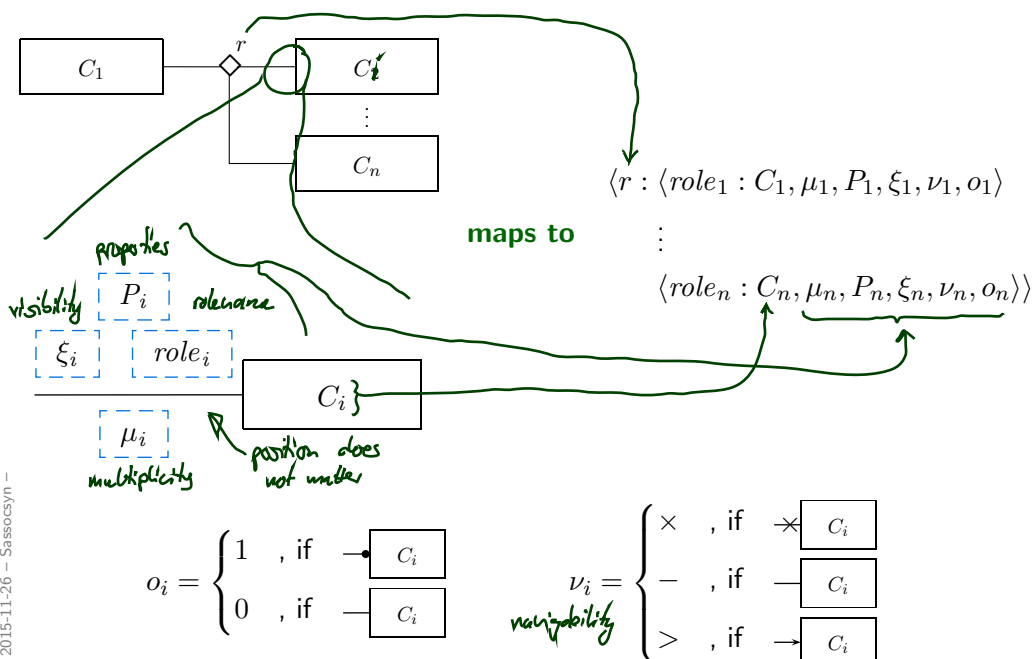 r
C₁
Cᵢ
⋮
Cₙ
⟨r : ⟨role₁ : C₁, μ₁, P₁, ξ₁, ν₁, o₁⟩
maps to
⋮
⟨roleₙ : Cₙ, μₙ, Pₙ, ξₙ, νₙ, oₙ⟩⟩
properties
visibility
Pᵢ
rolename
ξᵢ
roleᵢ
Cᵢ
μᵢ
multiplicity
position does
not matter
oᵢ = { 1 , if Cᵢ
0 , if Cᵢ
νᵢ = { × , if Cᵢ
− , if Cᵢ
> , if Cᵢ
navigability
2015-11-26 – Sassocsyn –